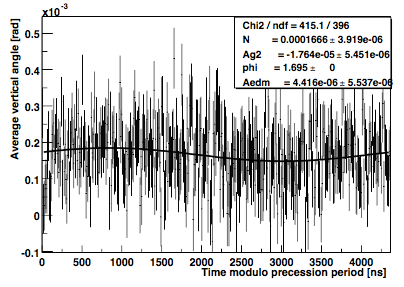 ×10⁻³
Chi2 / ndf = 415.1 / 396
N = 0.0001666 ± 3.919e-06
Ag2 = -1.764e-05 ± 5.451e-06
phi = 1.695 ± 0
Aedm = 4.416e-06 ± 5.537e-06
Average vertical angle [rad]
0.5
0.4
0.3
0.2
0.1
0
-0.1
0 500 1000 1500 2000 2500 3000 3500 4000
Time modulo precession period [ns]